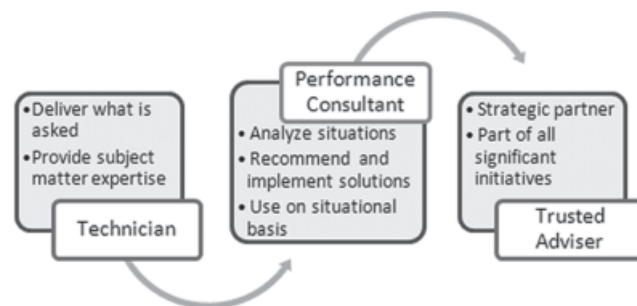 • Deliver what is
asked
• Provide subject
matter expertise
Technician
Performance
Consultant
• Analyze situations
• Recommend and
implement solutions
• Use on situational
basis
• Strategic partner
• Part of all
significant
initiatives
Trusted
Adviser